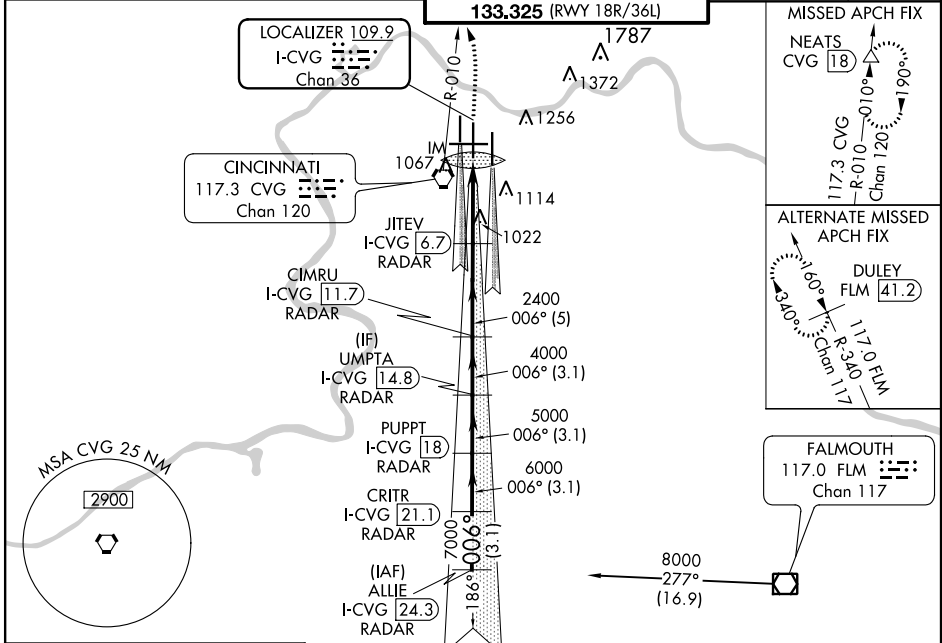 133.325 (RWY 18R/36L)
LOCALIZER 109.9
I-CVG
Chan 36
R-010
1787
1372
1256
MISSED APCH FIX
NEATS
CVG 18
010°
190°
117.3 CVG
R-010
Chan 120
IM
1067
CINCINNATI
117.3 CVG
Chan 120
1114
1022
JITEV
I-CVG 6.7
RADAR
ALTERNATE MISSED
APCH FIX
DULEY
FLM 41.2
160°
340°
117.0 FLM
R-340
Chan 117
CIMRU
I-CVG 11.7
RADAR
2400
006° (5)
(IF)
UMPTA
I-CVG 14.8
RADAR
4000
006° (3.1)
PUPPT
I-CVG 18
RADAR
5000
006° (3.1)
MSA CVG 25 NM
2900
CRITR
I-CVG 21.1
RADAR
6000
006° (3.1)
FALMOUTH
117.0 FLM
Chan 117
(IAF)
ALLIE
I-CVG 24.3
RADAR
7000
006°
(3.1)
186°
8000
277°
(16.9)